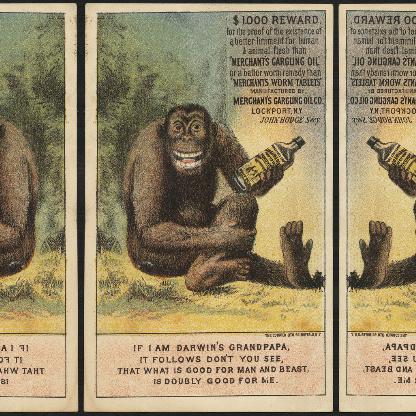 $1000 REWARD.
for the proof of the existence of
a better liniment for human
& animal flesh than
"MERCHANT'S GARGLING OIL"
or a better worm remedy than
"MERCHANT'S WORM TABLETS"
MANUFACTURED BY
MERCHANT'S GARGLING OIL CO.
LOCKPORT, N.Y.
JOHN HODGE Secy.
IF I AM DARWIN'S GRANDPAPA,
IT FOLLOWS DON'T YOU SEE,
THAT WHAT IS GOOD FOR MAN AND BEAST,
IS DOUBLY GOOD FOR ME.